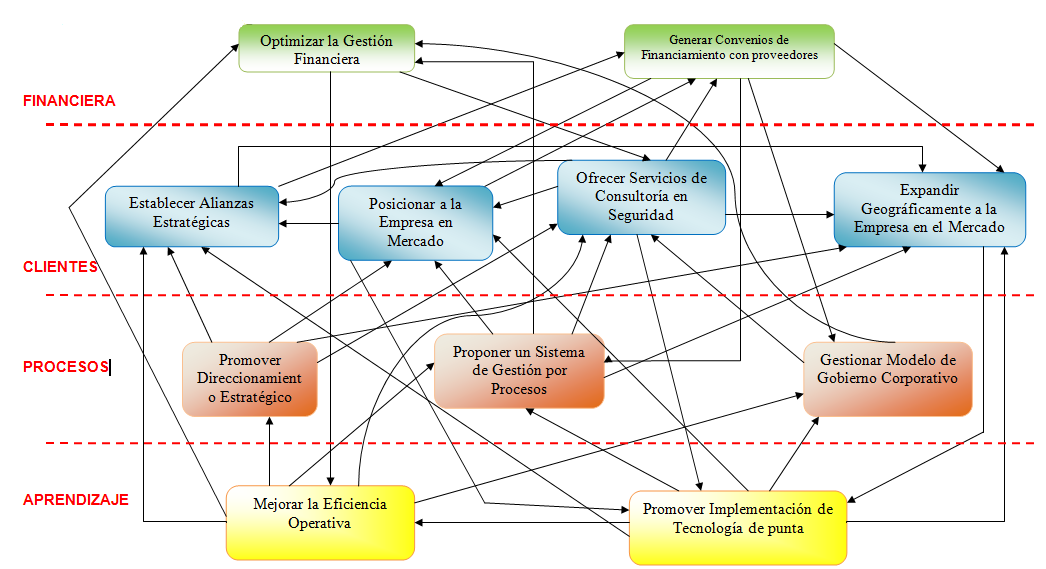 Optimizar la Gestión
Financiera
Generar Convenios de
Financiamiento con proveedores
FINANCIERA
Establecer Alianzas
Estratégicas
Posicionar a la
Empresa en
Mercado
Ofrecer Servicios de
Consultoría en
Seguridad
Expandir
Geográficamente a la
Empresa en el Mercado
CLIENTES
PROCESOS
Promover
Direccionamient
o Estratégico
Proponer un Sistema
de Gestión por
Procesos
Gestionar Modelo de
Gobierno Corporativo
APRENDIZAJE
Mejorar la Eficiencia
Operativa
Promover Implementación de
Tecnología de punta